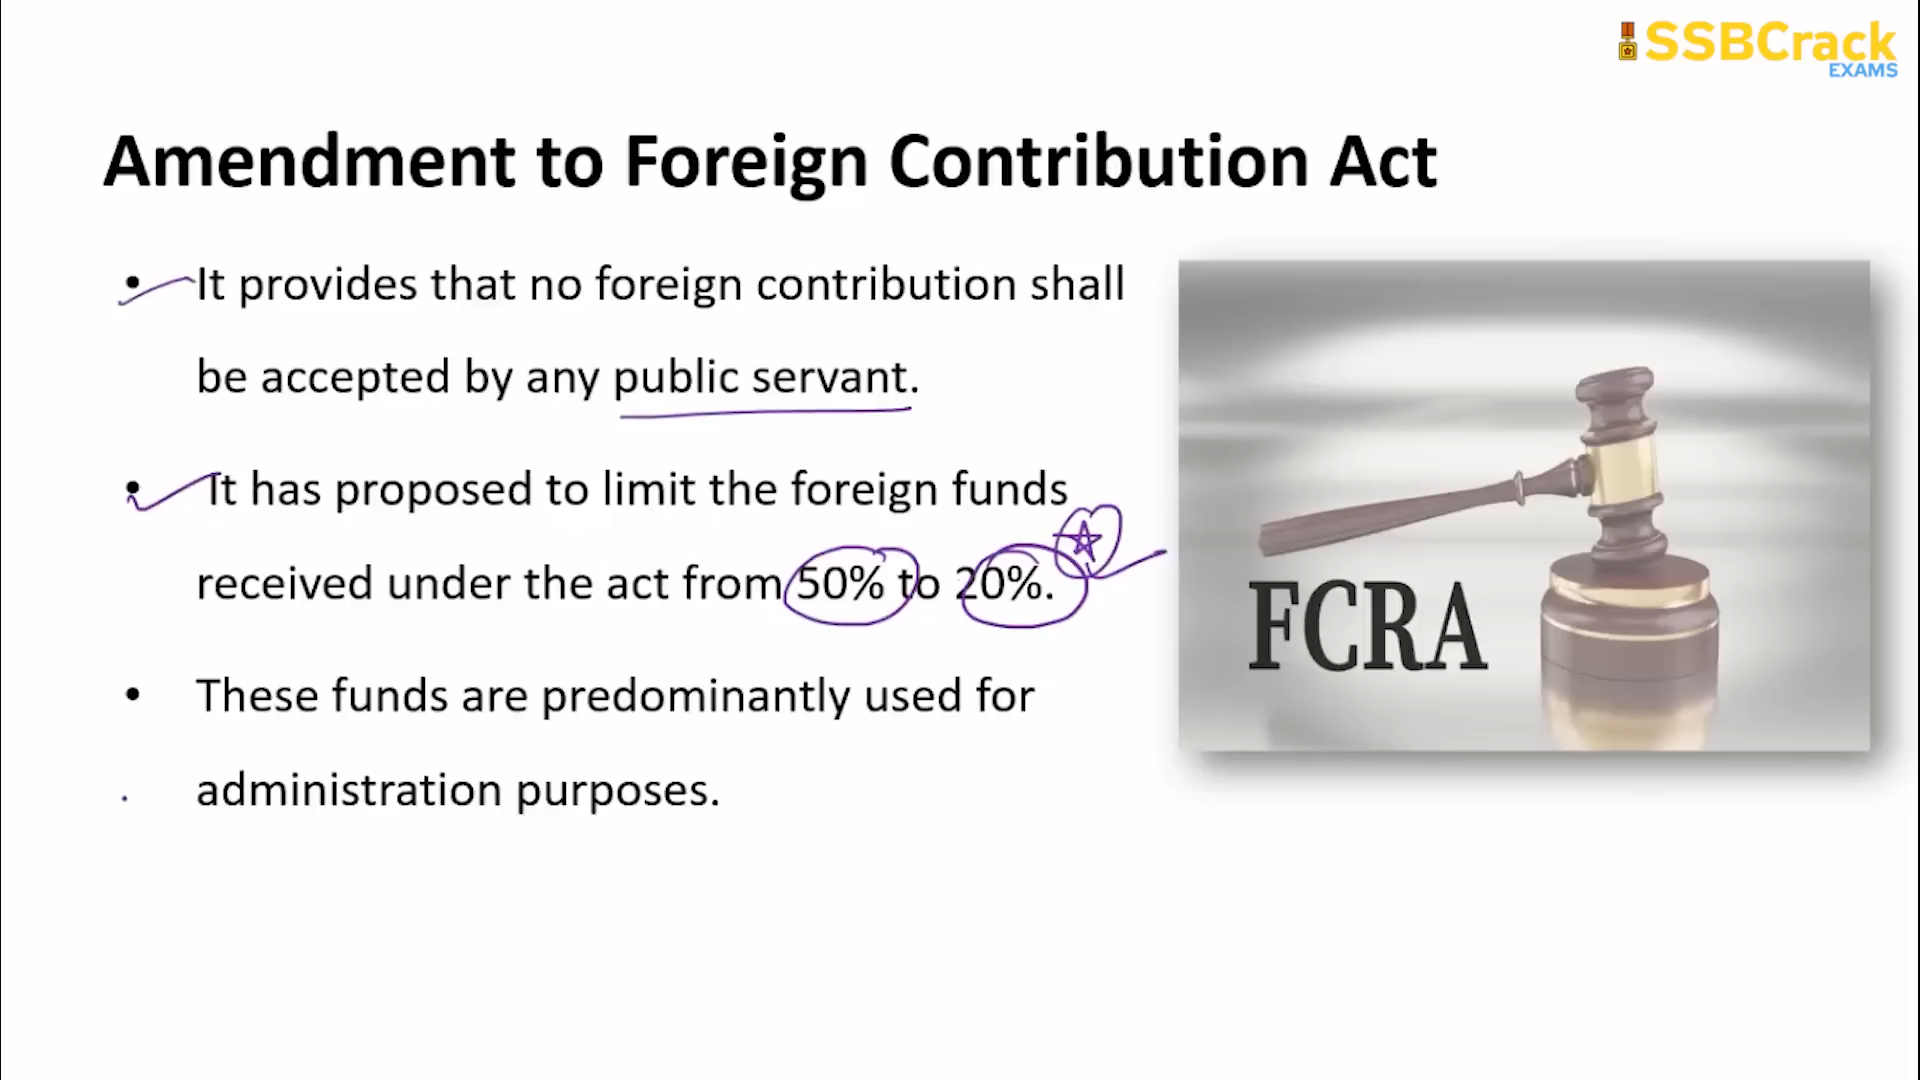 SSBCrack
EXAMS
Amendment to Foreign Contribution Act
• It provides that no foreign contribution shall
be accepted by any public servant.
• It has proposed to limit the foreign funds
received under the act from 50% to 20%.
• These funds are predominantly used for
administration purposes.
FCRA